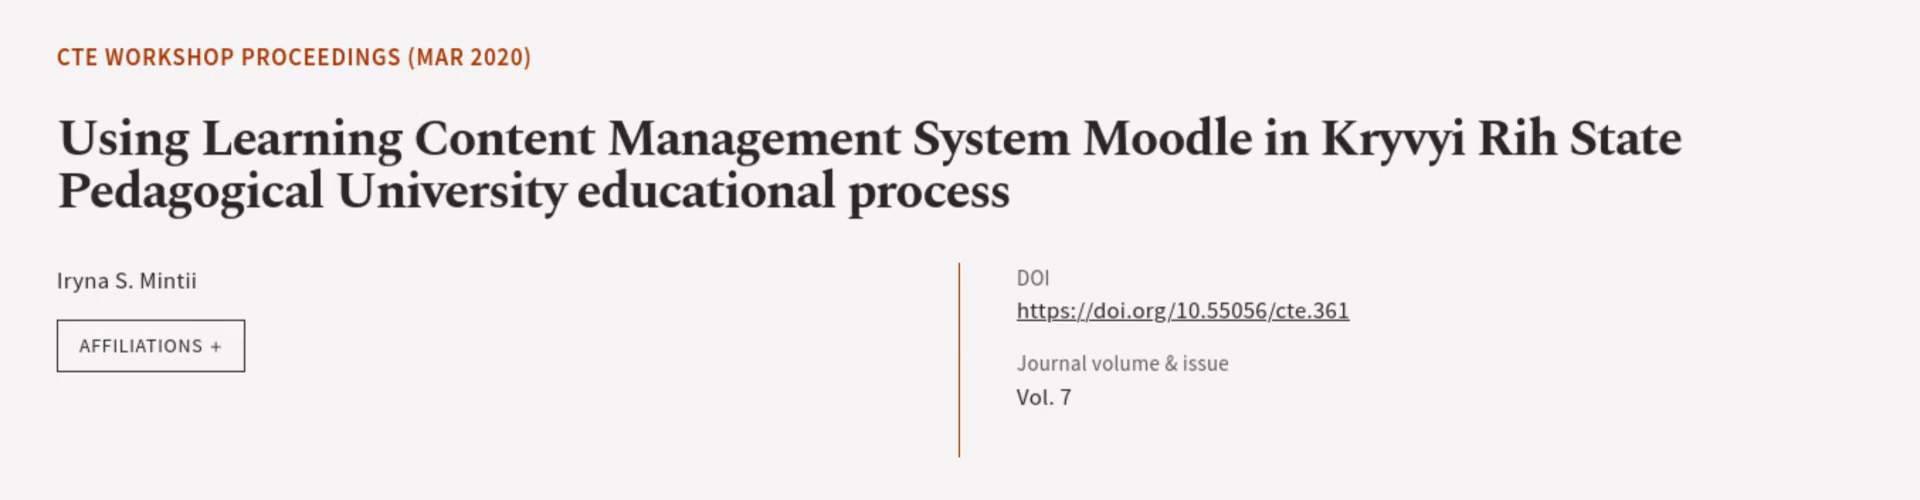 CTE WORKSHOP PROCEEDINGS (MAR 2020)
Using Learning Content Management System Moodle in Kryvyi Rih State
Pedagogical University educational process
Iryna S. Mintii
AFFILIATIONS +
DOI
https://doi.org/10.55056/cte.361
Journal volume & issue
Vol. 7